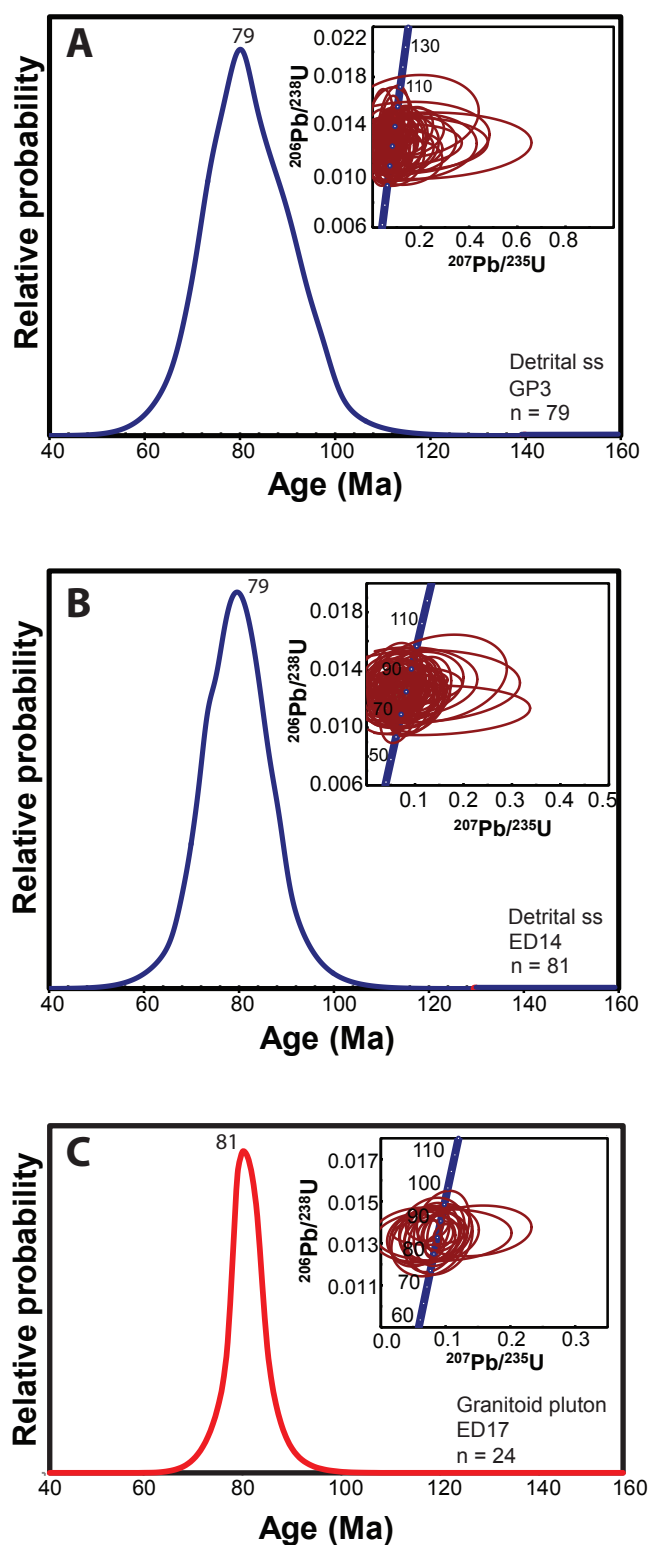 A
79
Relative probability
0.022
0.018
0.014
0.010
0.006
206Pb/238U
130
110
0.2 0.4 0.6 0.8
207Pb/235U
Detrital ss
GP3
n = 79
40 60 80 100 120 140 160
Age (Ma)
B
79
Relative probability
0.018
0.014
0.010
0.006
206Pb/238U
110
90
70
50
0.1 0.2 0.3 0.4 0.5
207Pb/235U
Detrital ss
ED14
n = 81
40 60 80 100 120 140 160
Age (Ma)
C
81
Relative probability
0.017
0.015
0.013
0.011
206Pb/238U
110
100
90
80
70
60
0.0 0.1 0.2 0.3
207Pb/235U
Granitoid pluton
ED17
n = 24
40 60 80 100 120 140 160
Age (Ma)